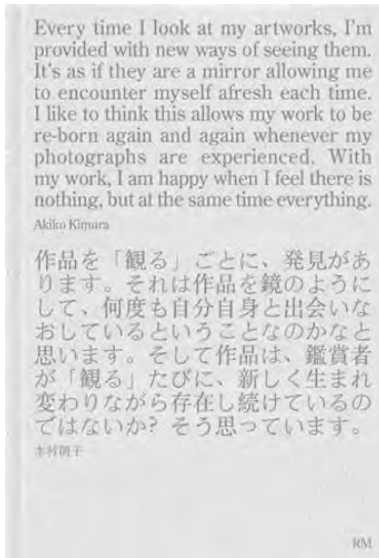 Every time I look at my artworks, I'm
provided with new ways of seeing them.
It's as if they are a mirror allowing me
to encounter myself afresh each time.
I like to think this allows my work to be
re-born again and again whenever my
photographs are experienced. With
my work, I am happy when I feel there is
nothing, but at the same time everything.
Akiko Kimura
作品を「観る」ごとに、発見があ
ります。それは作品を鏡のように
して、何度も自分自身と出会いな
おしているということなのかなと
思います。そして作品は、鑑賞者
が「観る」たびに、新しく生まれ
変わりながら存在し続けているの
ではないか? そう思っています。
木村朗子
RM